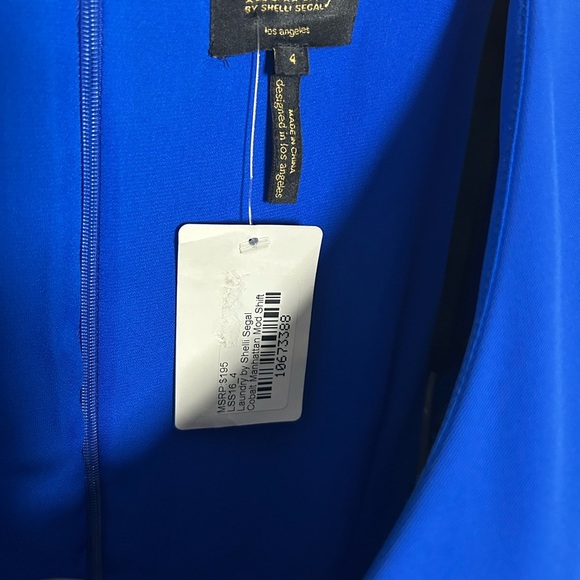 BY SHELLI SEGAL
los angeles
4
MADE IN CHINA
designed in los angeles
MSRP $195
LSS16_4
Laundry by Shelli Segal
Cobalt Manhattan Mod Shift
10673388